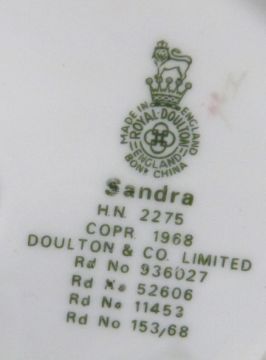 MADE IN ENGLAND
ROYAL DOULTON
ENGLAND
BONE CHINA
Sandra
H.N. 2275
COPR. 1968
DOULTON & CO. LIMITED
Rd No 936027
Rd No 52606
Rd No 11453
Rd No 153/68